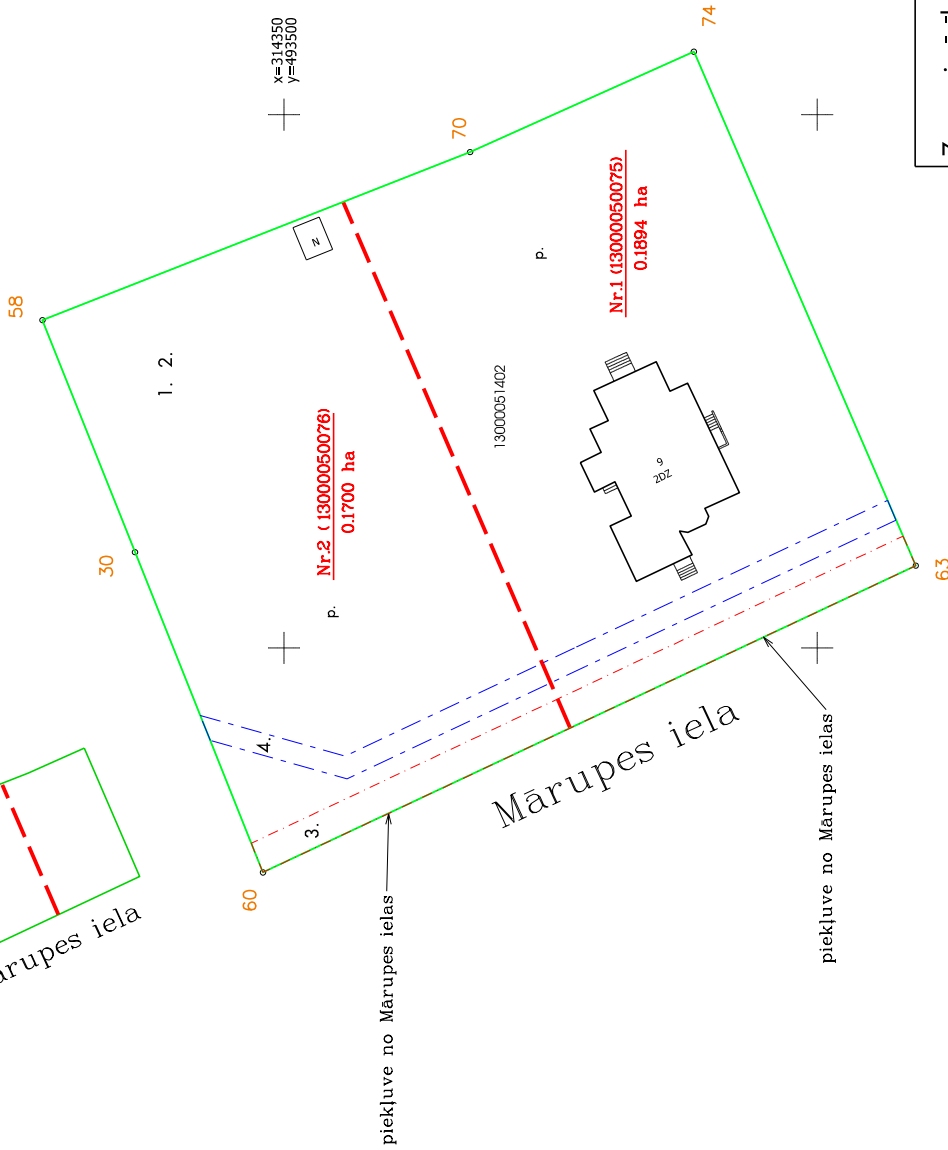 74
x=314350
y=493500
70
58
N
Nr.1 (13000050075)
0.1894 ha
p.
1. 2.
13000051402
Nr.2 (13000050076)
0.1700 ha
9
2DZ
30
p.
63
4.
3.
60
Mārupes iela
piekļuve no Mārupes ielas
piekļuve no Mārupes ielas
ārupes iela